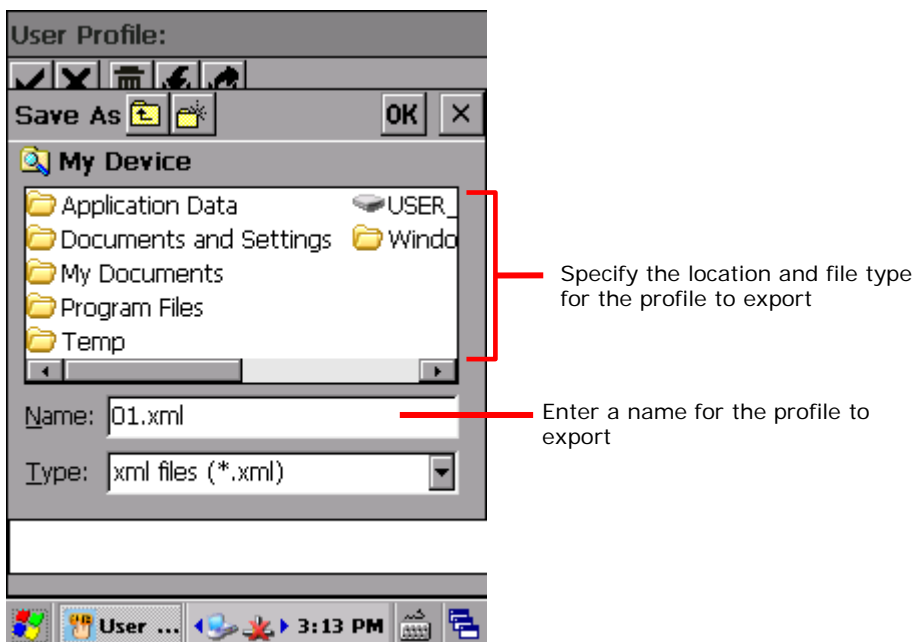 User Profile:
Save As
OK
My Device
Application Data
Documents and Settings
My Documents
Program Files
Temp
USER_
Windo
Specify the location and file type
for the profile to export
Name: 01.xml
Enter a name for the profile to
export
Type: xml files (*.xml)
User ...
3:13 PM